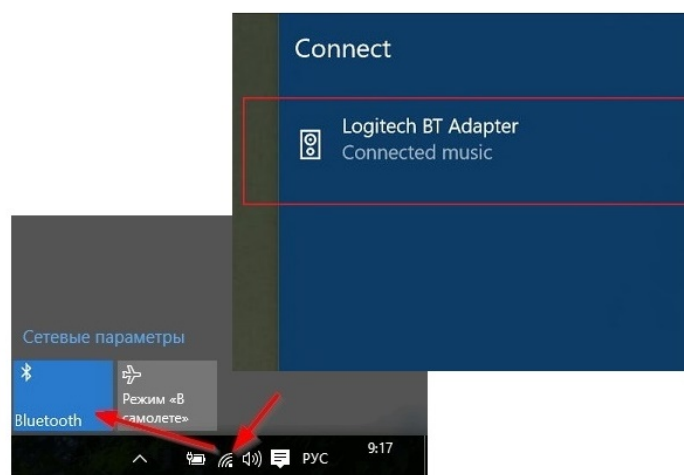 Connect
Logitech BT Adapter
Connected music
Сетевые параметры
Bluetooth
Режим «В
самолете»
РУС
9:17